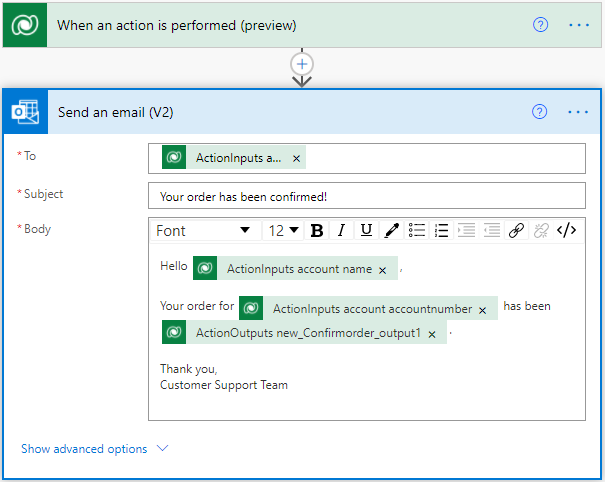 When an action is performed (preview)
Send an email (V2)
* To
ActionInputs a... ×
* Subject
Your order has been confirmed!
* Body
Font 12 B I U </>
Hello ActionInputs account name × ,
Your order for ActionInputs account accountnumber × has been
ActionOutputs new_Confirmorder_output1 × .
Thank you,
Customer Support Team
Show advanced options